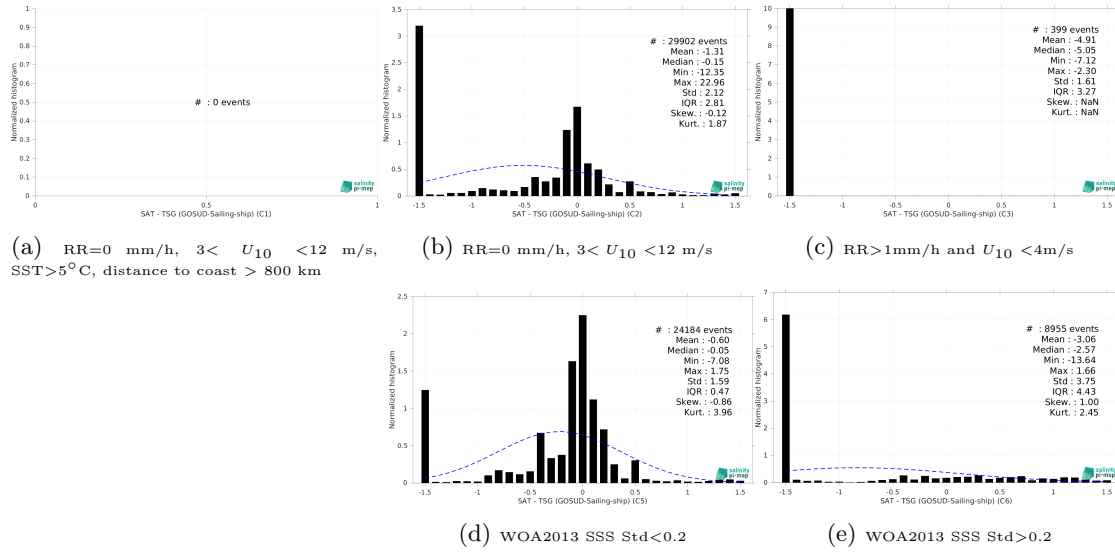 1
0.9
0.8
0.7
0.6
0.5
0.4
0.3
0.2
0.1
0
Normalized histogram
# : 0 events
salinity
pi-mep
0 0.5 1
SAT - TSG (GOSUD-Sailing-ship) (C1)
(a) RR=0 mm/h, 3< U10 <12 m/s,
SST>5°C, distance to coast > 800 km
3.5
3
2.5
2
1.5
1
0.5
0
Normalized histogram
# : 29902 events
Mean : -1.31
Median : -0.15
Min : -12.35
Max : 22.96
Std : 2.12
IQR : 2.81
Skew. : -0.12
Kurt. : 1.87
salinity
pi-mep
-1.5 -1 -0.5 0 0.5 1 1.5
SAT - TSG (GOSUD-Sailing-ship) (C2)
(b) RR=0 mm/h, 3< U10 <12 m/s
10
9
8
7
6
5
4
3
2
1
0
Normalized histogram
# : 399 events
Mean : -4.91
Median : -5.05
Min : -7.12
Max : -2.30
Std : 1.61
IQR : 3.27
Skew. : NaN
Kurt. : NaN
salinity
pi-mep
-1.5 -1 -0.5 0 0.5 1 1.5
SAT - TSG (GOSUD-Sailing-ship) (C3)
(c) RR>1mm/h and U10 <4m/s
2.5
2
1.5
1
0.5
0
Normalized histogram
# : 24184 events
Mean : -0.60
Median : -0.05
Min : -7.08
Max : 1.75
Std : 1.59
IQR : 0.47
Skew. : -0.86
Kurt. : 3.96
salinity
pi-mep
-1.5 -1 -0.5 0 0.5 1 1.5
SAT - TSG (GOSUD-Sailing-ship) (C5)
(d) WOA2013 SSS Std<0.2
7
6
5
4
3
2
1
0
Normalized histogram
# : 8955 events
Mean : -3.06
Median : -2.57
Min : -13.64
Max : 1.66
Std : 3.75
IQR : 4.43
Skew. : 1.00
Kurt. : 2.45
salinity
pi-mep
-1.5 -1 -0.5 0 0.5 1 1.5
SAT - TSG (GOSUD-Sailing-ship) (C6)
(e) WOA2013 SSS Std>0.2